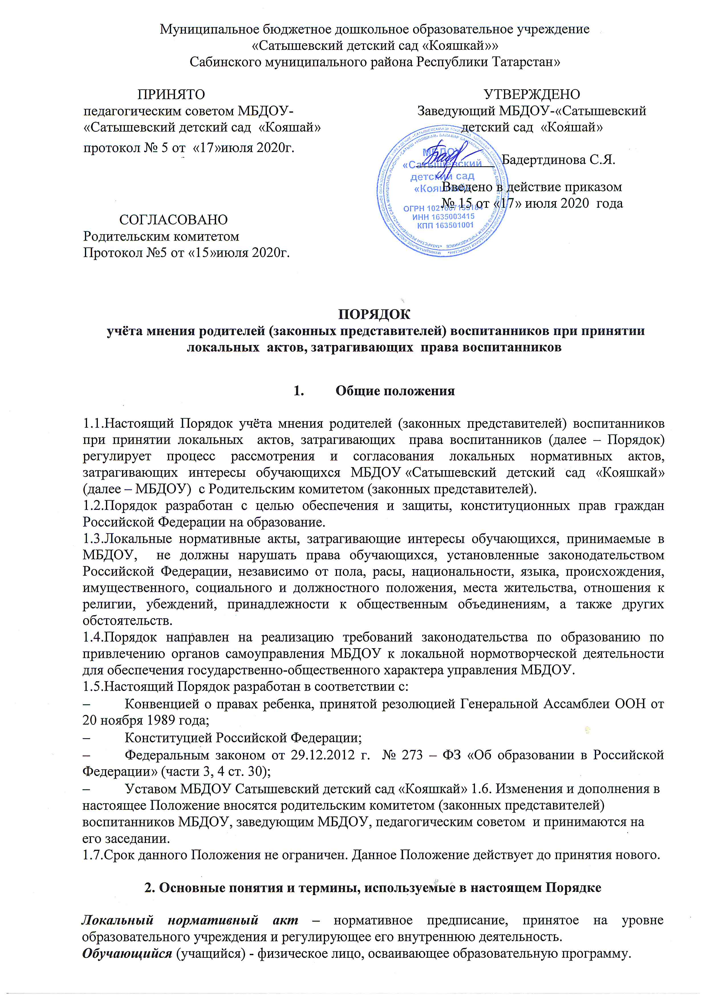 Муниципальное бюджетное дошкольное образовательное учреждение
«Сатышевский детский сад «Кояшкай»»
Сабинского муниципального района Республики Татарстан»
ПРИНЯТО
педагогическим советом МБДОУ-
«Сатышевский детский сад «Кояшай»
протокол № 5 от «17»июля 2020г.
СОГЛАСОВАНО
Родительским комитетом
Протокол №5 от «15»июля 2020г.
УТВЕРЖДЕНО
Заведующий МБДОУ-«Сатышевский
детский сад «Кояшай»
Бадертдинова С.Я.
Введено в действие приказом
№ 15 от «17» июля 2020 года
МБДОУ
«Сатышевский
детский сад
«Кояшкай»
ОГРН 1021607155184
ИНН 1635003415
КПП 163501001
ПОРЯДОК
учёта мнения родителей (законных представителей) воспитанников при принятии
локальных актов, затрагивающих права воспитанников
1. Общие положения
1.1.Настоящий Порядок учёта мнения родителей (законных представителей) воспитанников
при принятии локальных актов, затрагивающих права воспитанников (далее – Порядок)
регулирует процесс рассмотрения и согласования локальных нормативных актов,
затрагивающих интересы обучающихся МБДОУ «Сатышевский детский сад «Кояшкай»
(далее – МБДОУ) с Родительским комитетом (законных представителей).
1.2.Порядок разработан с целью обеспечения и защиты, конституционных прав граждан
Российской Федерации на образование.
1.3.Локальные нормативные акты, затрагивающие интересы обучающихся, принимаемые в
МБДОУ, не должны нарушать права обучающихся, установленные законодательством
Российской Федерации, независимо от пола, расы, национальности, языка, происхождения,
имущественного, социального и должностного положения, места жительства, отношения к
религии, убеждений, принадлежности к общественным объединениям, а также других
обстоятельств.
1.4.Порядок направлен на реализацию требований законодательства по образованию по
привлечению органов самоуправления МБДОУ к локальной нормотворческой деятельности
для обеспечения государственно-общественного характера управления МБДОУ.
1.5.Настоящий Порядок разработан в соответствии с:
– Конвенцией о правах ребенка, принятой резолюцией Генеральной Ассамблеи ООН от
20 ноября 1989 года;
– Конституцией Российской Федерации;
– Федеральным законом от 29.12.2012 г. № 273 – ФЗ «Об образовании в Российской
Федерации» (части 3, 4 ст. 30);
– Уставом МБДОУ Сатышевский детский сад «Кояшкай» 1.6. Изменения и дополнения в
настоящее Положение вносятся родительским комитетом (законных представителей)
воспитанников МБДОУ, заведующим МБДОУ, педагогическим советом и принимаются на
его заседании.
1.7.Срок данного Положения не ограничен. Данное Положение действует до принятия нового.
2. Основные понятия и термины, используемые в настоящем Порядке
Локальный нормативный акт – нормативное предписание, принятое на уровне
образовательного учреждения и регулирующее его внутреннюю деятельность.
Обучающийся (учащийся) - физическое лицо, осваивающее образовательную программу.